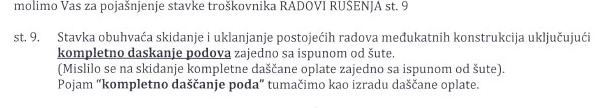 molimo Vas za pojašnjenje stavke troškovnika RADOVI RUŠENJA st. 9
st. 9. Stavka obuhvaća skidanje i uklanjanje postojećih radova međukatnih konstrukcija uključujući
kompletno daskanje podova zajedno sa ispunom od šute.
(Mislilo se na skidanje kompletne daščane oplate zajedno sa ispunom od šute).
Pojam “kompletno daščanje poda” tumačimo kao izradu daščane oplate.